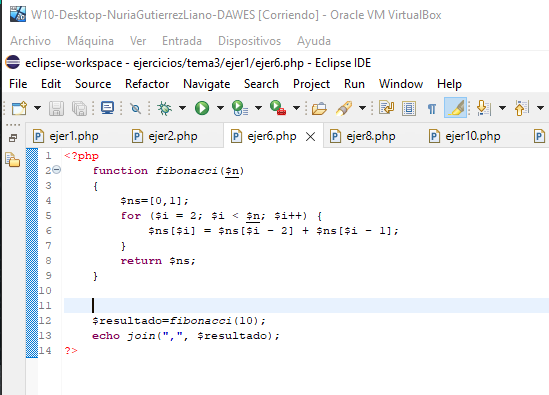 W10-Desktop-NuriaGutierrezLiano-DAWES [Corriendo] - Oracle VM VirtualBox
Archivo Máquina Ver Entrada Dispositivos Ayuda
eclipse-workspace - ejercicios/tema3/ejer1/ejer6.php - Eclipse IDE
File Edit Source Refactor Navigate Search Project Run Window Help
ejer1.php ejer2.php ejer6.php ejer8.php ejer10.php
1 <?php
2 function fibonacci($n)
3 {
4 $ns=[0,1];
5 for ($i = 2; $i < $n; $i++) {
6 $ns[$i] = $ns[$i - 2] + $ns[$i - 1];
7 }
8 return $ns;
9 }
10
11
12 $resultado=fibonacci(10);
13 echo join(",", $resultado);
14 ?>